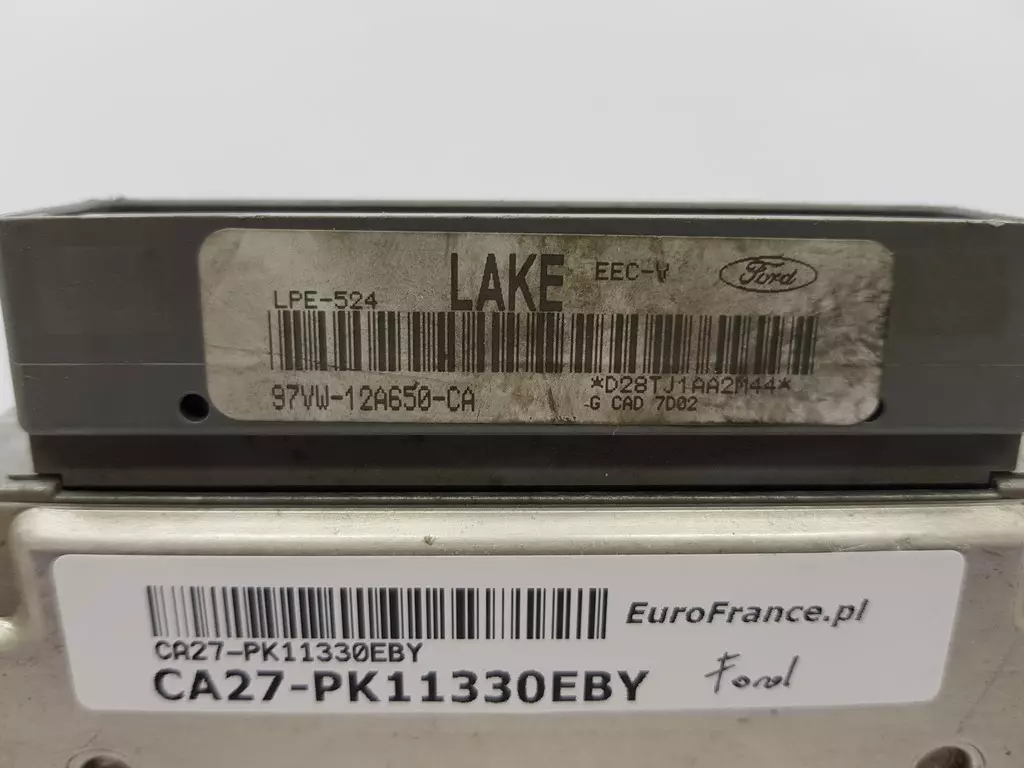 LAKE EEC-V Ford
LPE-524
97VW-12A650-CA *D28TJ1AA2M44*
-G CAD 7D02
EuroFrance.pl
CA27-PK11330EBY
CA27-PK11330EBY Ford